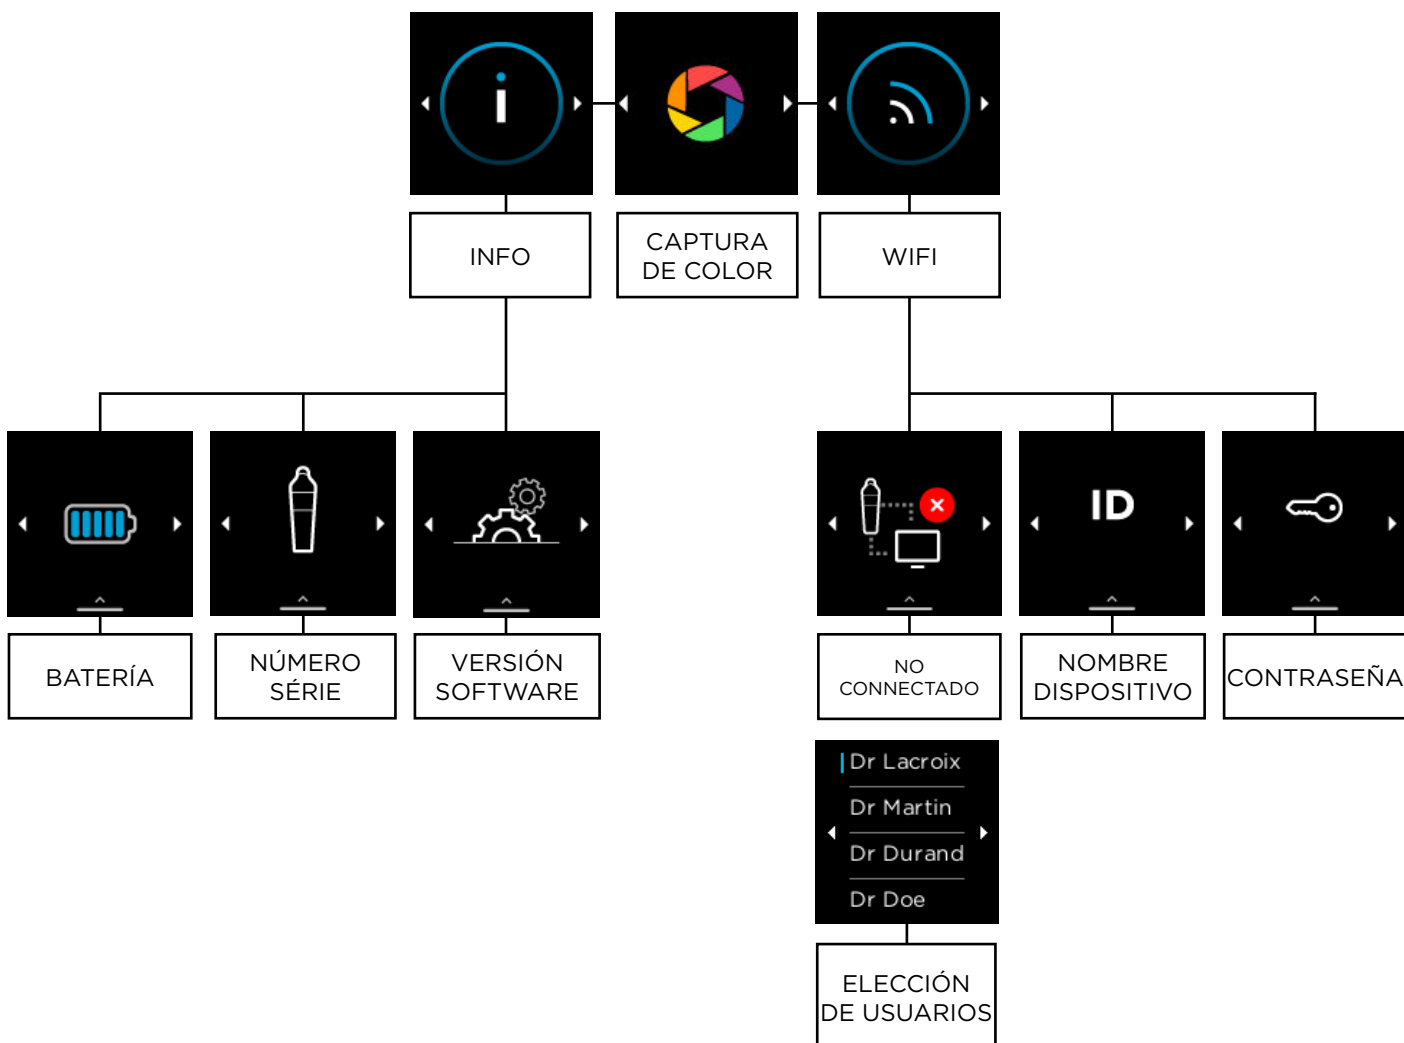 INFO
CAPTURA
DE COLOR
WIFI
ID
BATERÍA
NÚMERO
SÉRIE
VERSIÓN
SOFTWARE
NO
CONNECTADO
NOMBRE
DISPOSITIVO
CONTRASEÑA
Dr Lacroix
Dr Martin
Dr Durand
Dr Doe
ELECCIÓN
DE USUARIOS